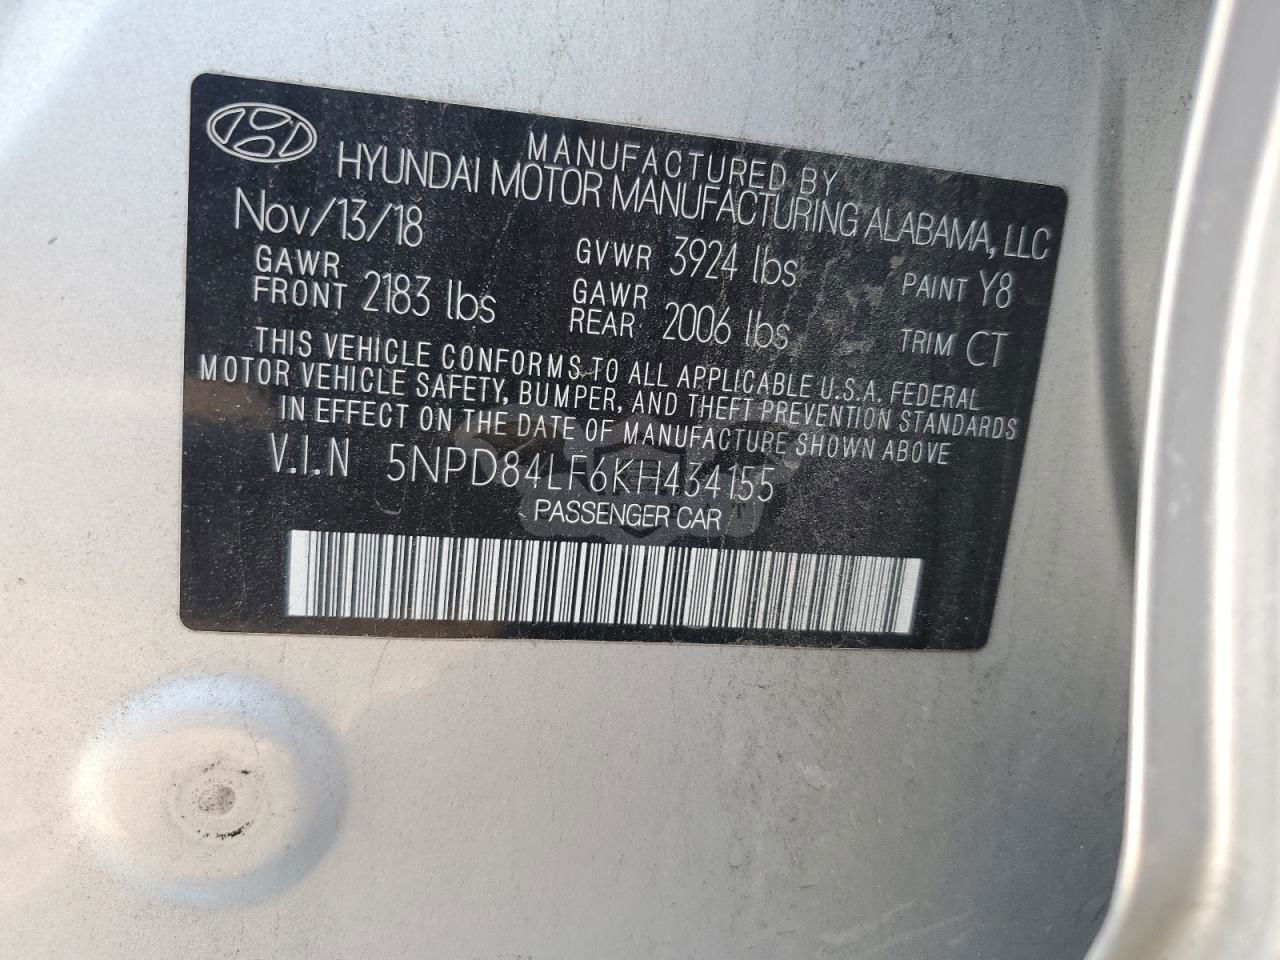 MANUFACTURED BY
HYUNDAI MOTOR MANUFACTURING ALABAMA, LLC
Nov/13/18 GVWR 3924 lbs PAINT Y8
GAWR FRONT 2183 lbs GAWR REAR 2006 lbs TRIM CT
THIS VEHICLE CONFORMS TO ALL APPLICABLE U.S.A. FEDERAL
MOTOR VEHICLE SAFETY, BUMPER, AND THEFT PREVENTION STANDARDS
IN EFFECT ON THE DATE OF MANUFACTURE SHOWN ABOVE
V.I.N 5NPD84LF6KH434155
PASSENGER CAR